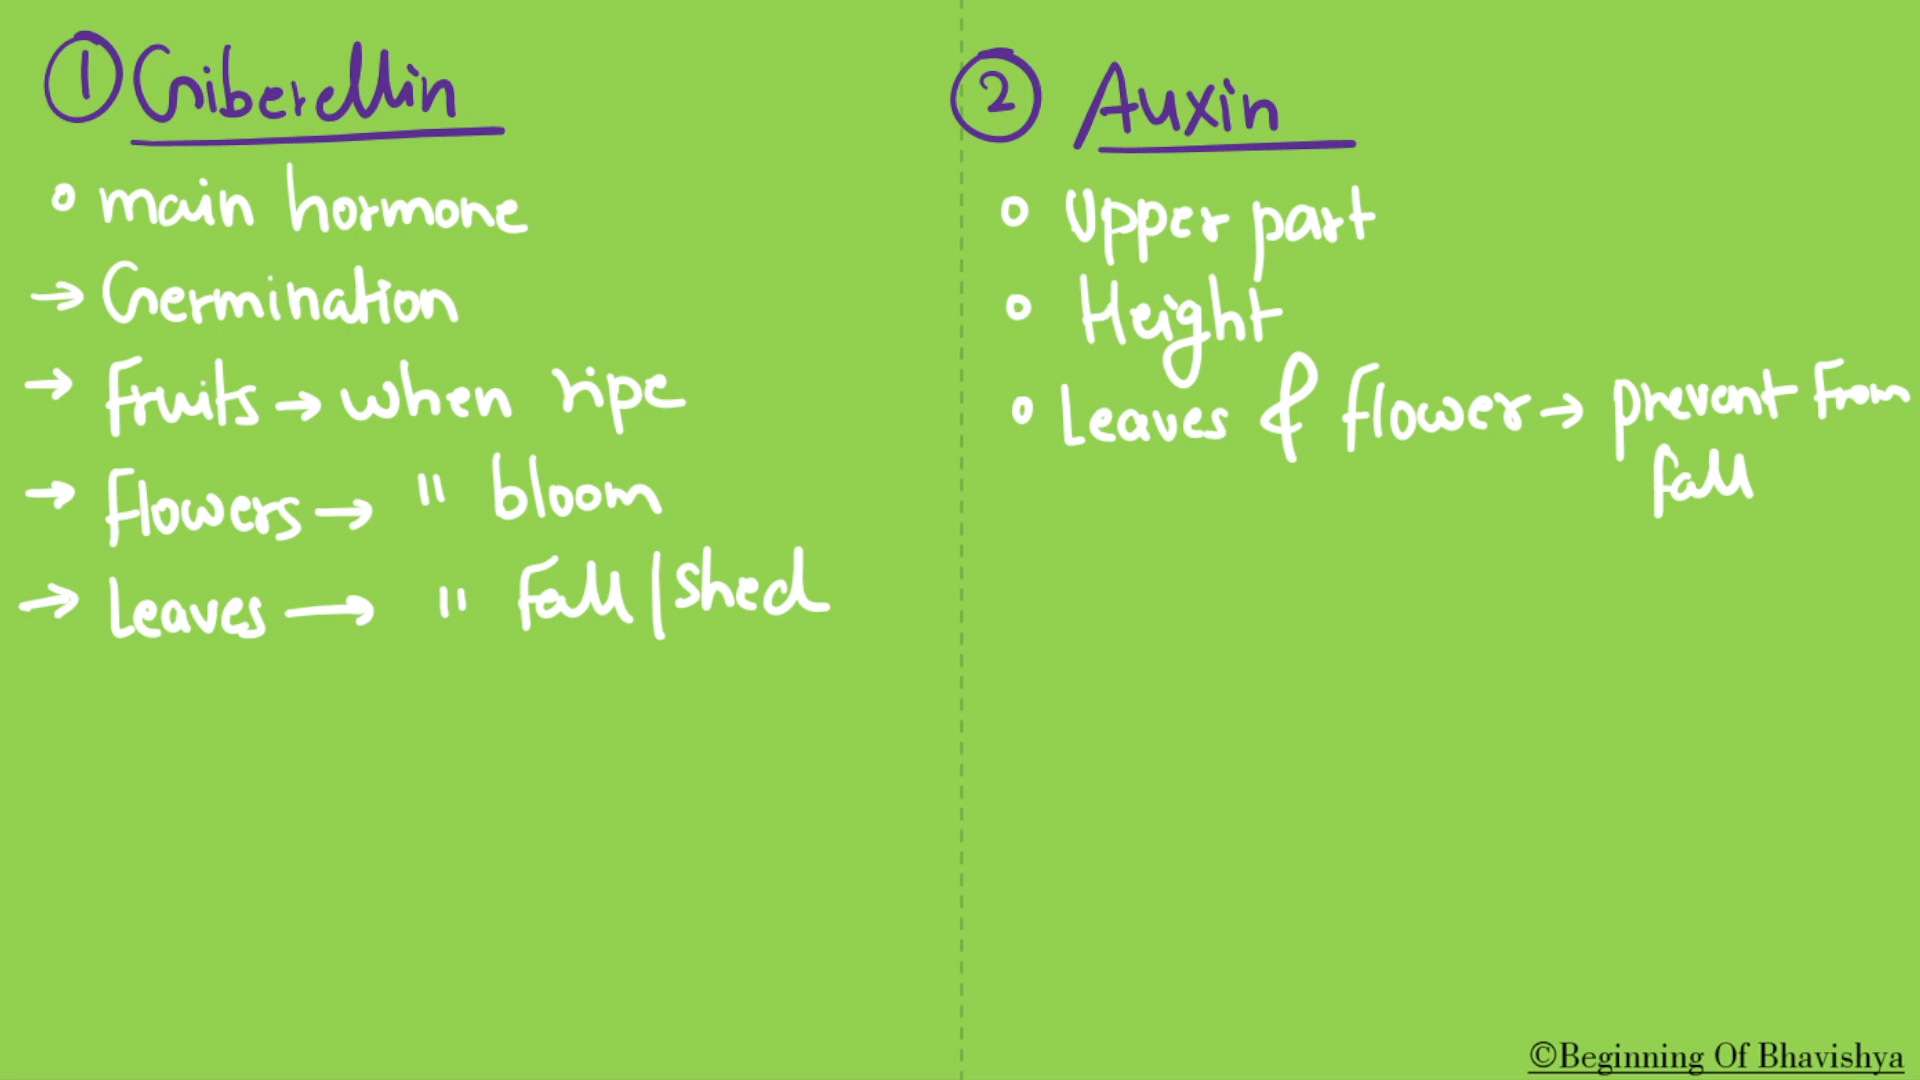 ① Giberellin
° main hormone
→ Germination
→ fruits → when ripe
→ flowers → " bloom
→ Leaves → " Fall/shed
② Auxin
° Upper part
° Height
° Leaves & flower → prevent from
fall
©Beginning Of Bhavishya